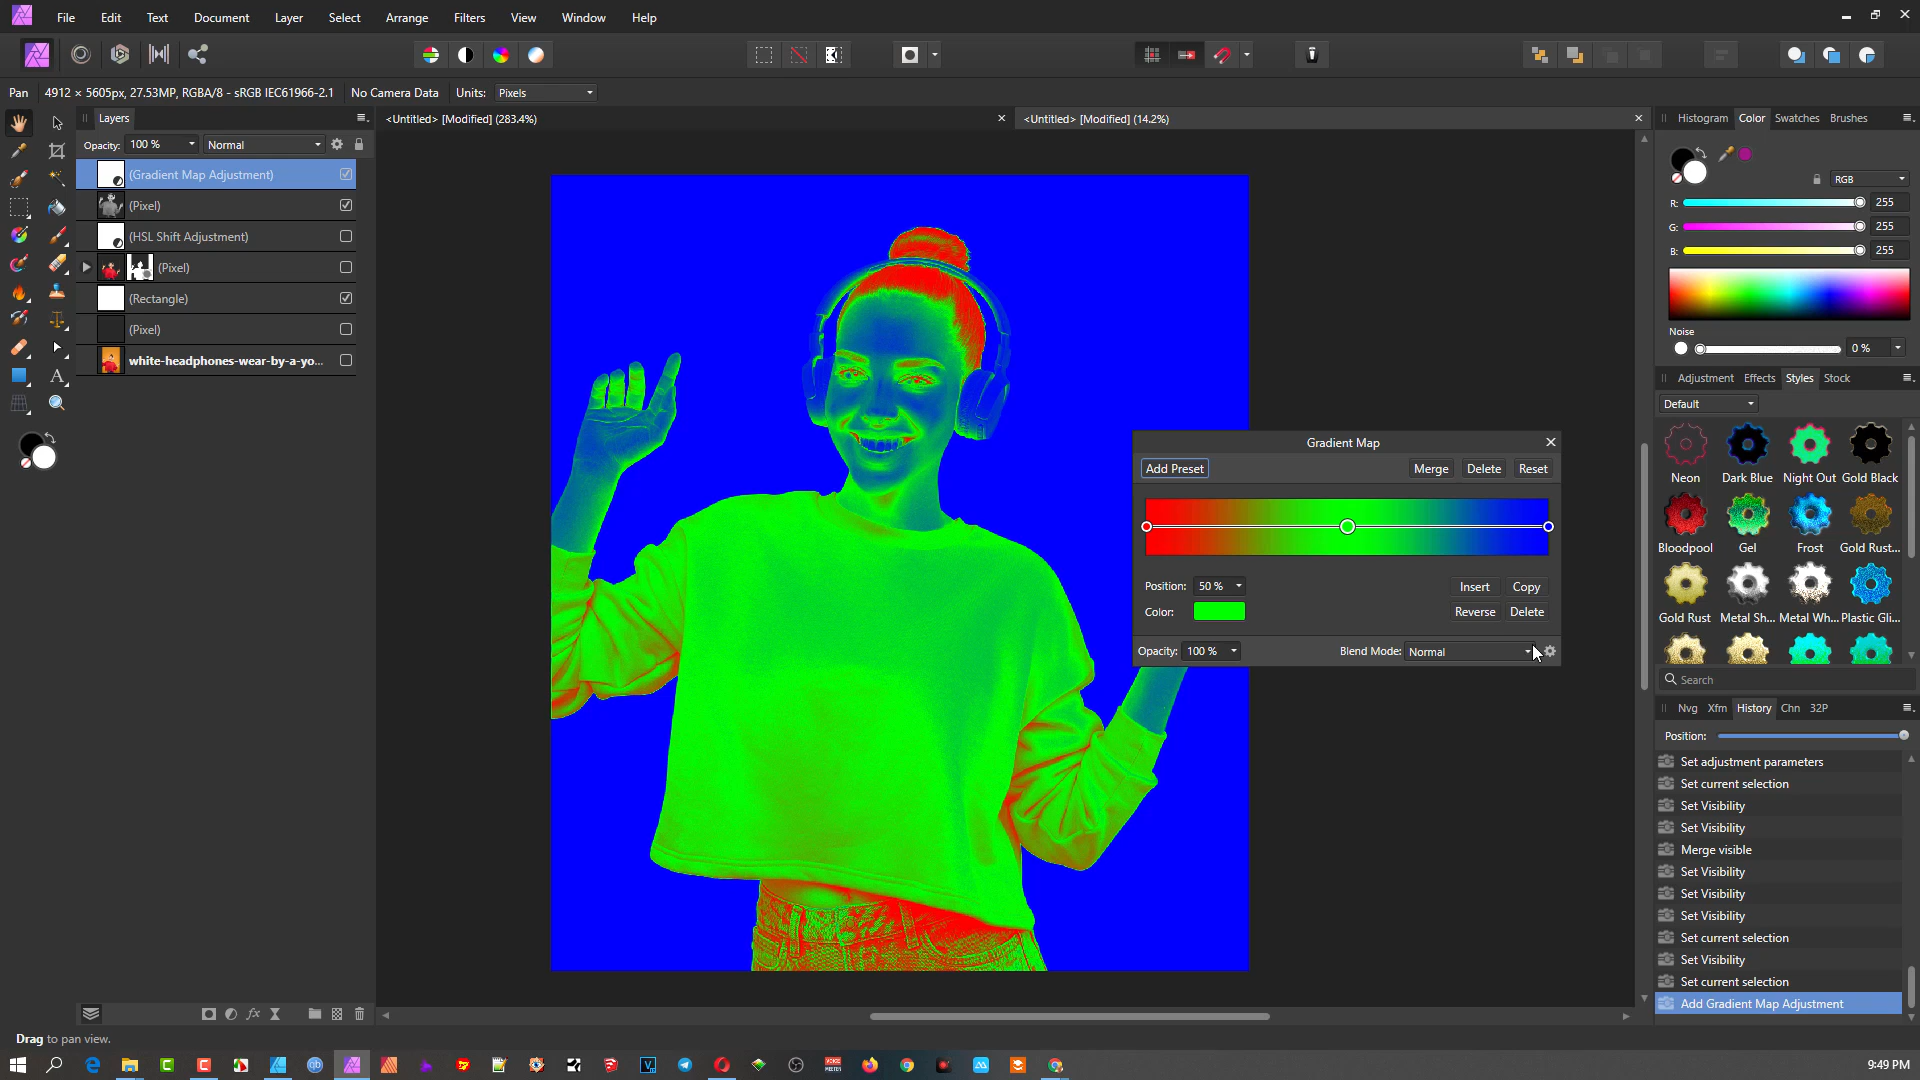 File Edit Text Document Layer Select Arrange Filters View Window Help
Pan 4912 × 5605px, 27.53MP, RGBA/8 - sRGB IEC61966-2.1 No Camera Data Units: Pixels
Layers
<Untitled> [Modified] (283.4%)
<Untitled> [Modified] (14.2%)
Opacity: 100 % Normal
(Gradient Map Adjustment)
(Pixel)
(HSL Shift Adjustment)
(Pixel)
(Rectangle)
(Pixel)
white-headphones-wear-by-a-yo...
Gradient Map
Add Preset Merge Delete Reset
Position: 50 % Insert Copy
Color: Reverse Delete
Opacity: 100 % Blend Mode: Normal
Histogram Color Swatches Brushes
RGB
R: 255
G: 255
B: 255
Noise
0 %
Adjustment Effects Styles Stock
Default
Neon Dark Blue Night Out Gold Black
Bloodpool Gel Frost Gold Rust...
Gold Rust Metal Sh... Metal Wh... Plastic Gli...
Search
Nvg Xfm History Chn 32P
Position:
Set adjustment parameters
Set current selection
Set Visibility
Set Visibility
Merge visible
Set Visibility
Set Visibility
Set Visibility
Set current selection
Set Visibility
Set current selection
Add Gradient Map Adjustment
Drag to pan view.
9:49 PM